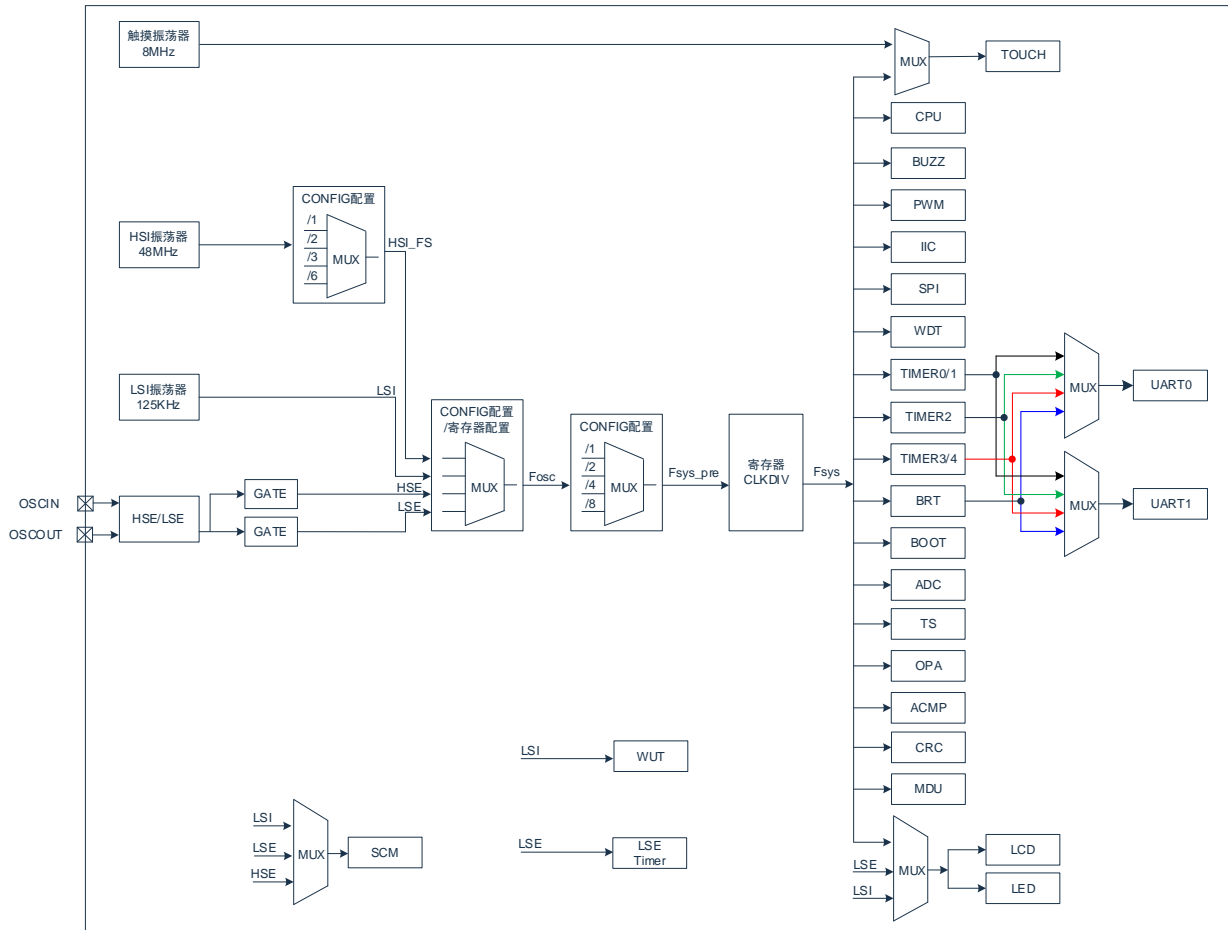 触摸振荡器
8MHz
MUX
TOUCH
CPU
BUZZ
PWM
IIC
SPI
WDT
TIMER0/1
TIMER2
TIMER3/4
BRT
BOOT
ADC
TS
OPA
ACMP
CRC
MDU
HSI振荡器
48MHz
CONFIG配置
/1
/2
/3
/6
MUX
HSI_FS
LSI振荡器
125KHz
LSI
OSCIN
OSCOUT
HSE/LSE
GATE
GATE
HSE
LSE
CONFIG配置
/寄存器配置
MUX
Fosc
CONFIG配置
/1
/2
/4
/8
MUX
Fsys_pre
寄存器
CLKDIV
Fsys
MUX
UART0
MUX
UART1
LSI
WUT
LSE
LSE
Timer
LSI
LSE
HSE
MUX
SCM
LSE
LSI
MUX
LCD
LED